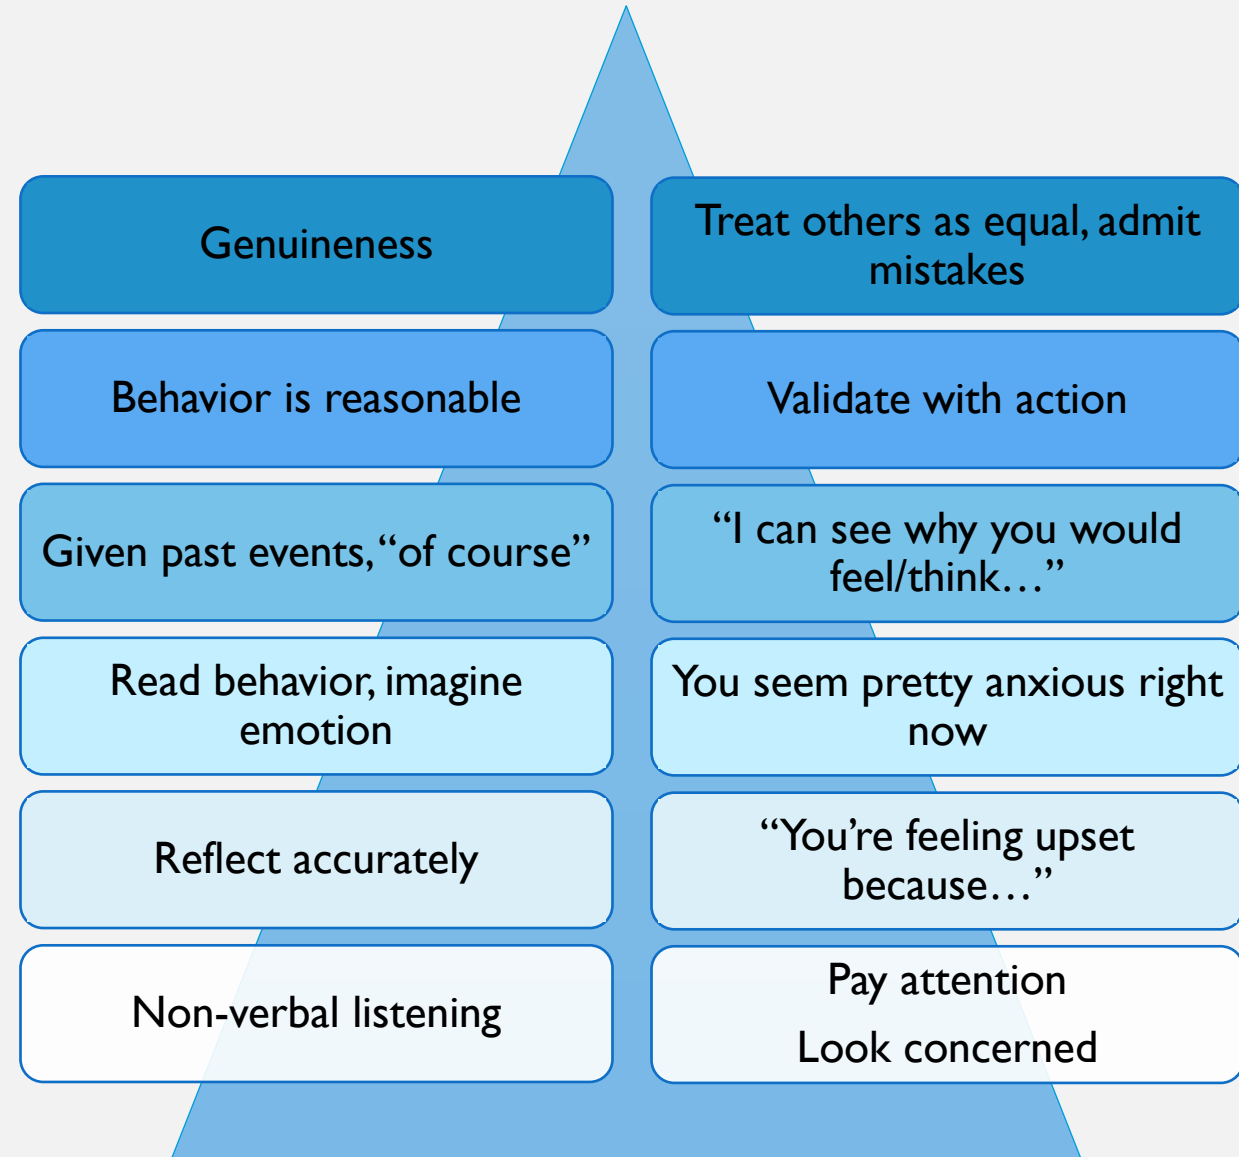 Genuineness
Treat others as equal, admit
mistakes
Behavior is reasonable
Validate with action
Given past events, “of course”
“I can see why you would
feel/think…”
Read behavior, imagine
emotion
You seem pretty anxious right
now
Reflect accurately
“You’re feeling upset
because…”
Non-verbal listening
Pay attention
Look concerned